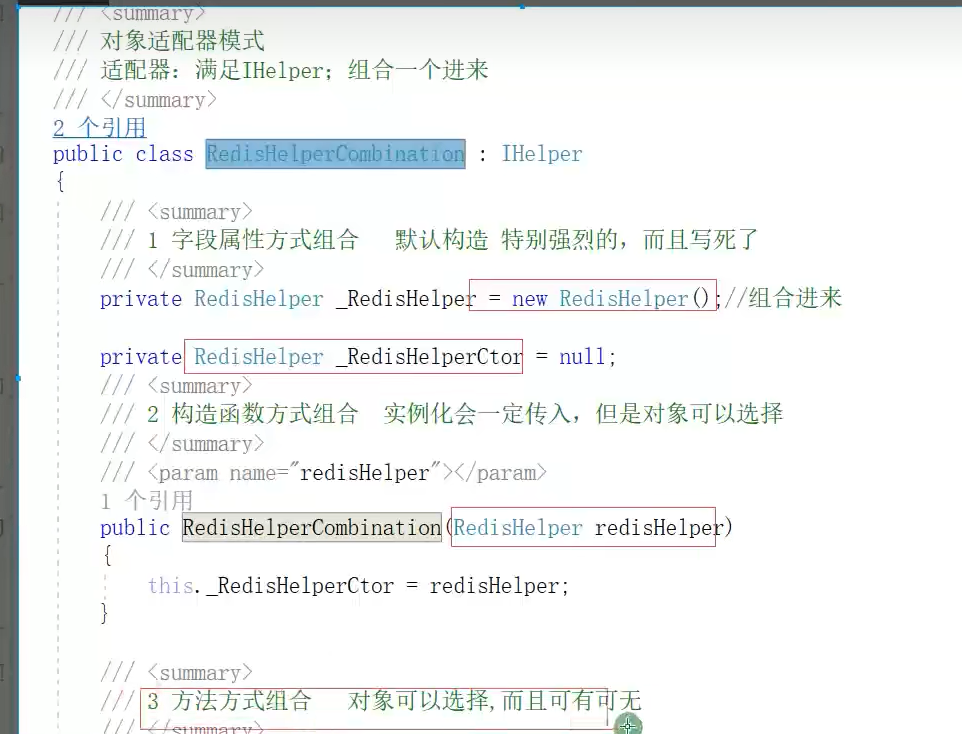 /// <summary>
/// 对象适配器模式
/// 适配器：满足IHelper；组合一个进来
/// </summary>
2 个引用
public class RedisHelperCombination : IHelper
{
/// <summary>
/// 1 字段属性方式组合   默认构造 特别强烈的，而且写死了
/// </summary>
private RedisHelper _RedisHelper = new RedisHelper();//组合进来
private RedisHelper _RedisHelperCtor = null;
/// <summary>
/// 2 构造函数方式组合  实例化会一定传入，但是对象可以选择
/// </summary>
/// <param name="redisHelper"></param>
1 个引用
public RedisHelperCombination(RedisHelper redisHelper)
{
this._RedisHelperCtor = redisHelper;
}
/// <summary>
/// 3 方法方式组合   对象可以选择,而且可有可无
/// </summary>